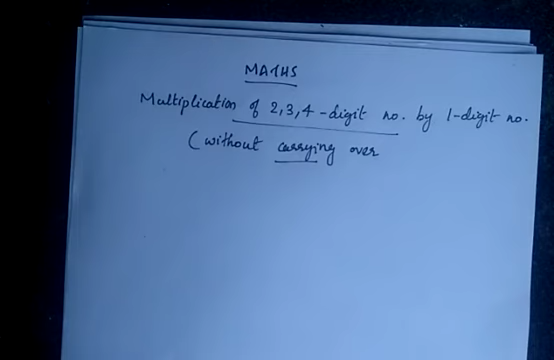 MATHS
Multiplication of 2,3,4-digit no. by 1-digit no.
(without carrying over